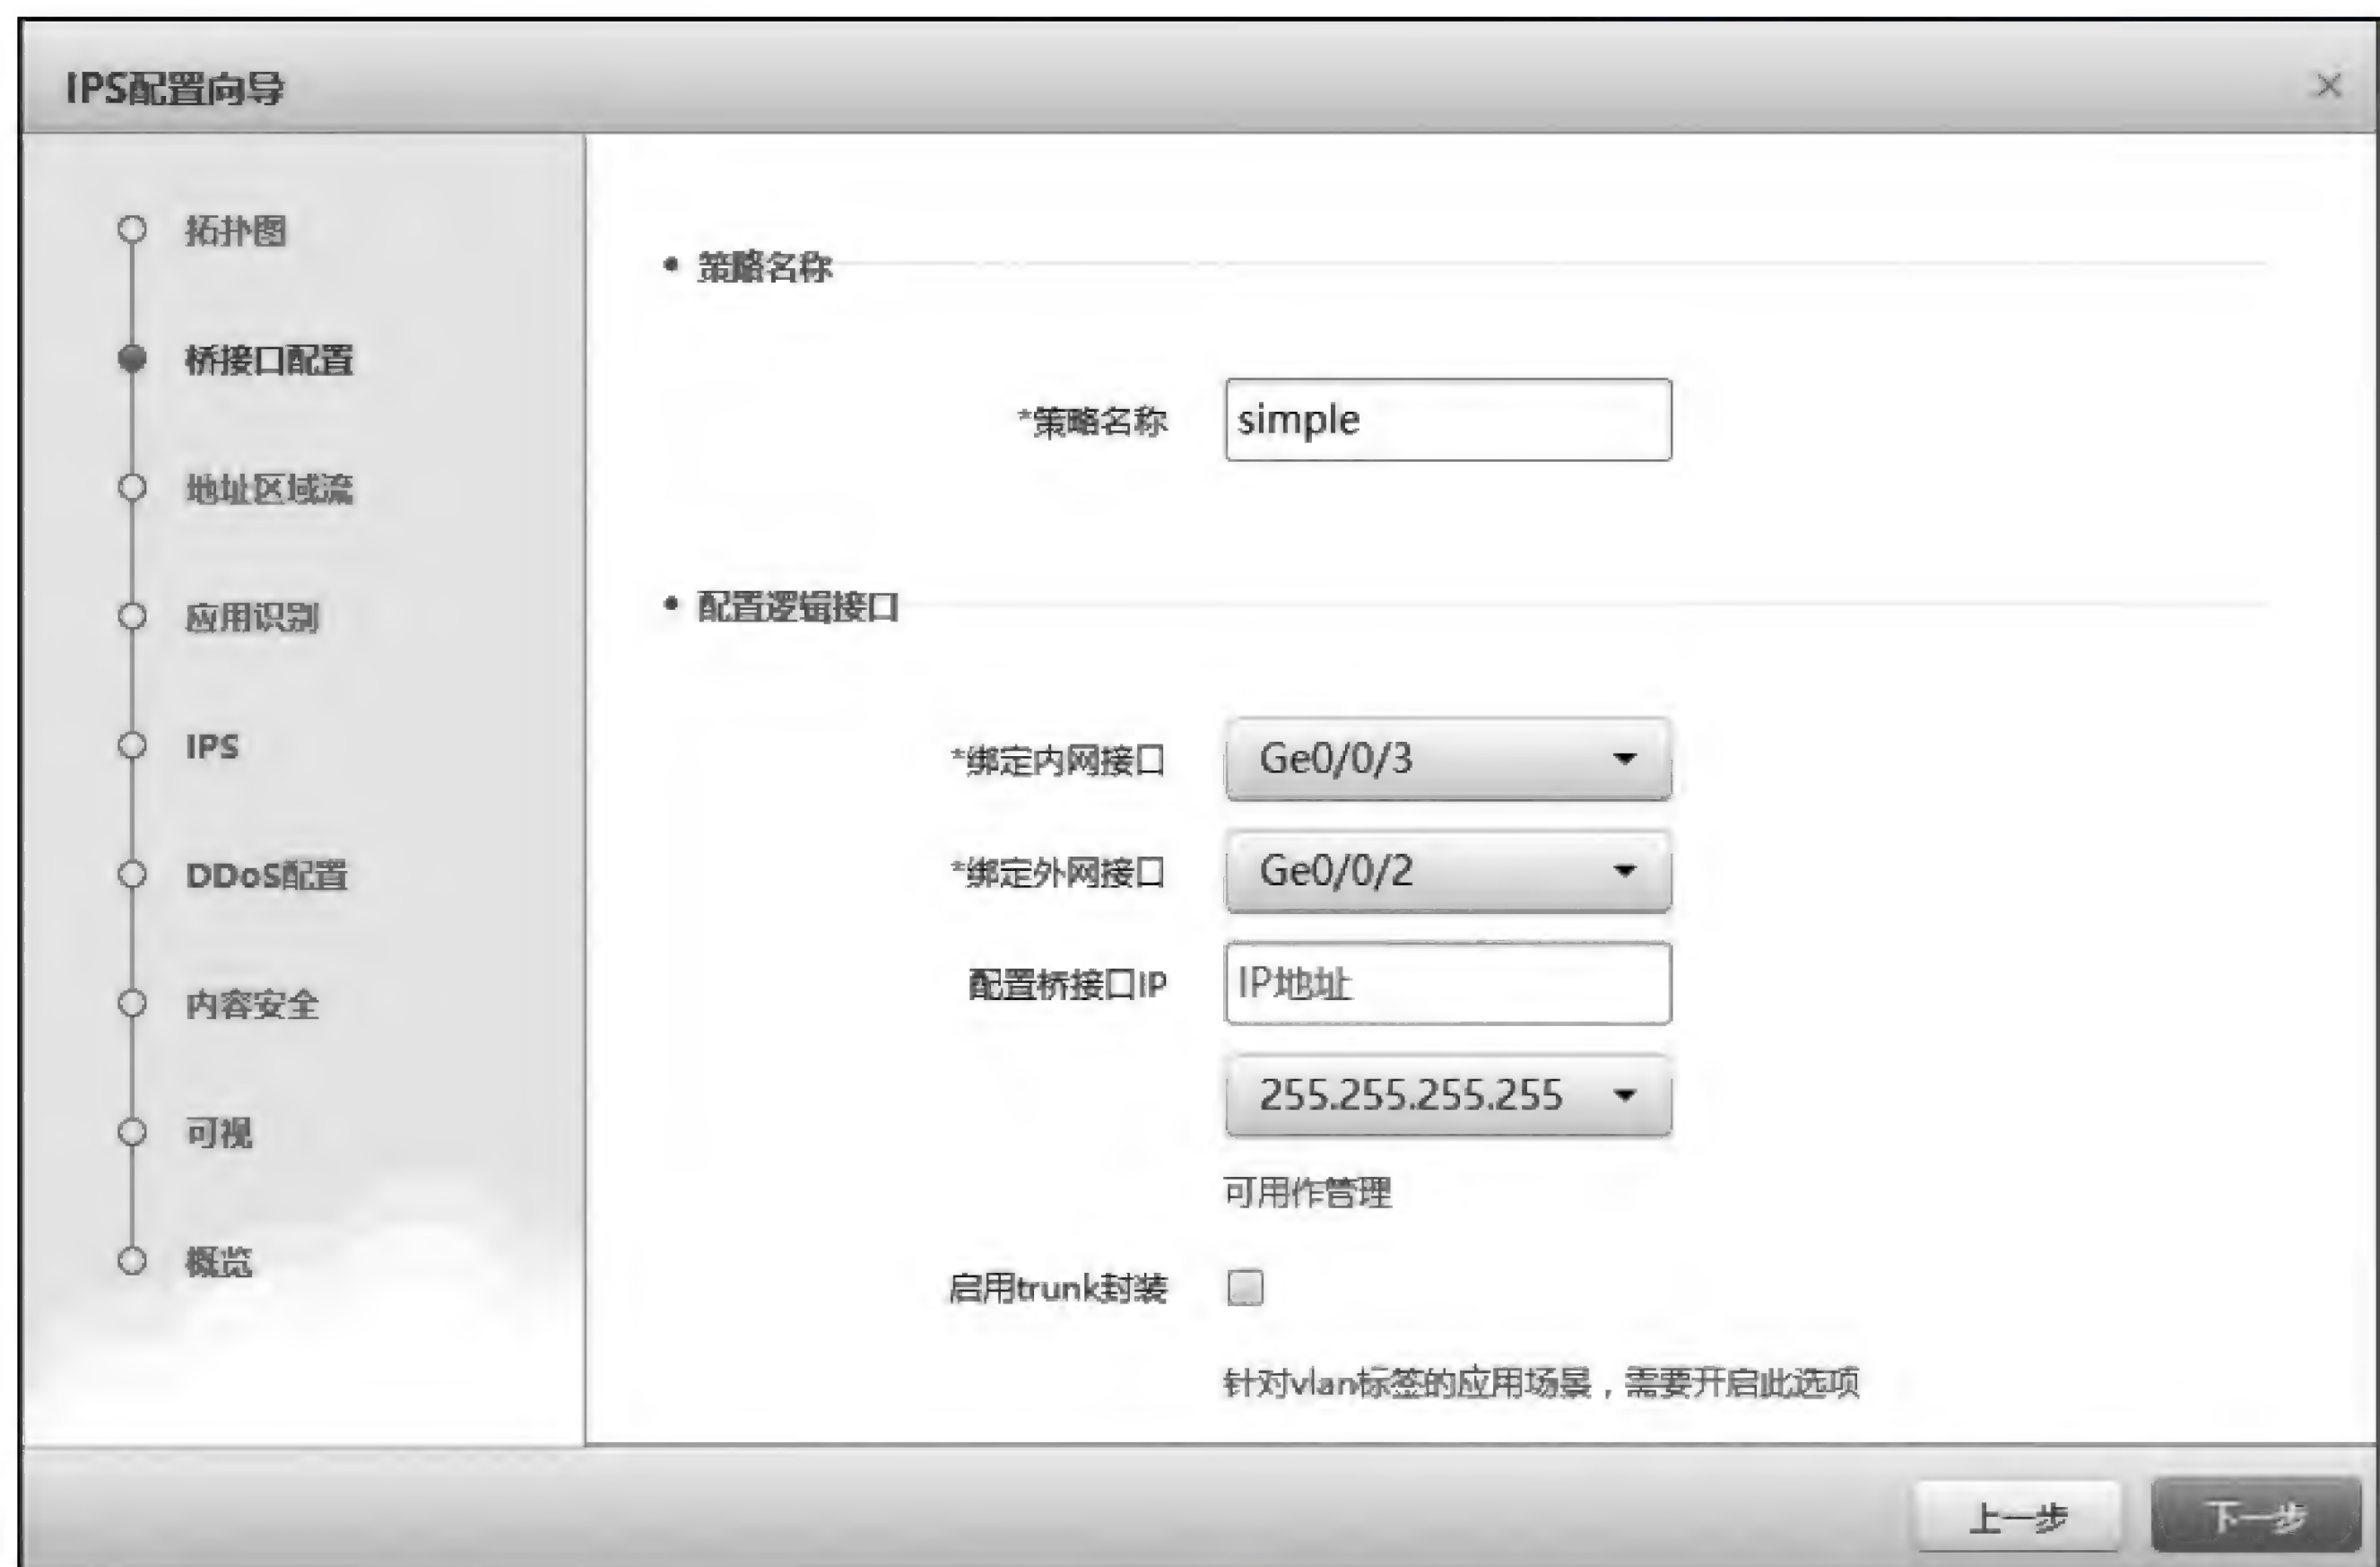 IPS配置向导
×
拓扑图
桥接口配置
地址区域流
应用识别
IPS
DDoS配置
内容安全
可视
概览
• 策略名称
*策略名称 simple
• 配置逻辑接口
*绑定内网接口 Ge0/0/3
*绑定外网接口 Ge0/0/2
配置桥接口IP IP地址
255.255.255.255
可用作管理
启用trunk封装
针对vlan标签的应用场景，需要开启此选项
上一步 下一步